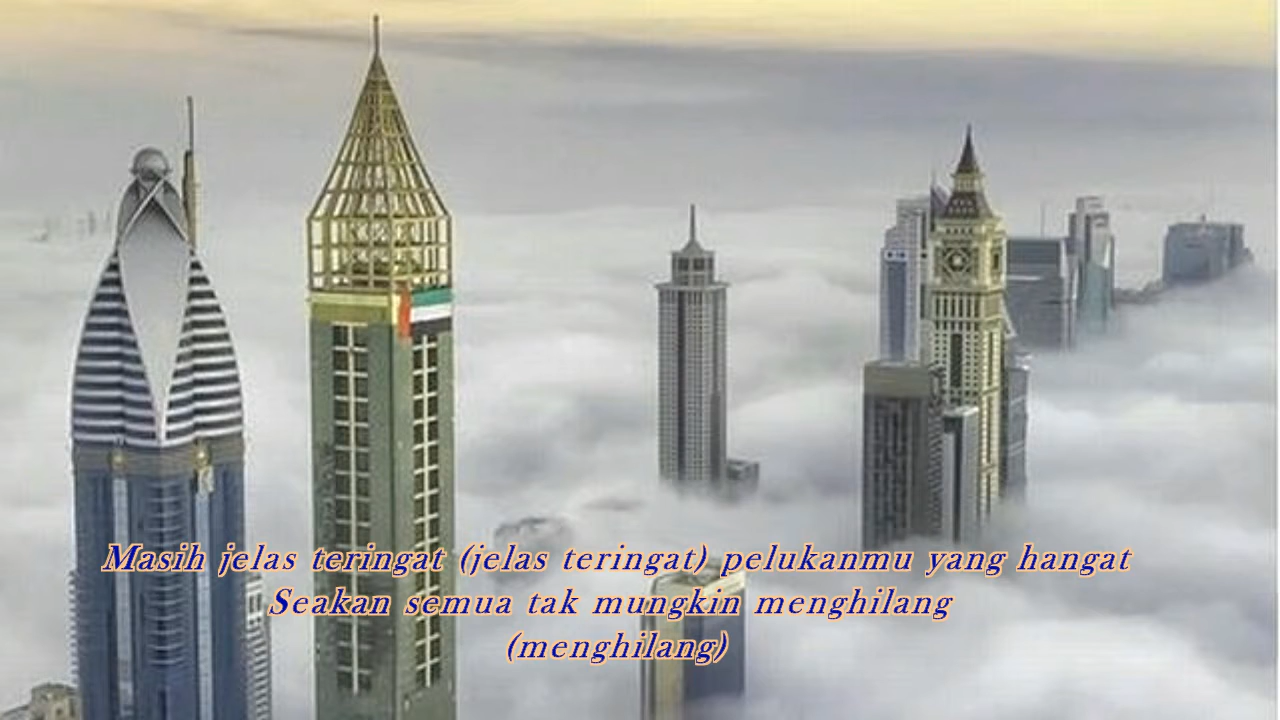 Masih jelas teringat (jelas teringat) pelukanmu yang hangat
Seakan semua tak mungkin menghilang
(menghilang)